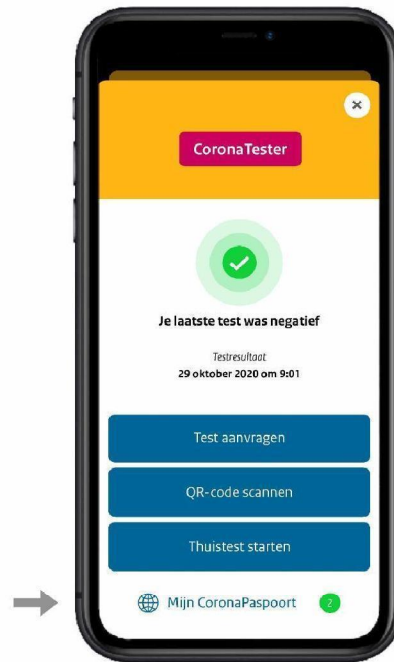 CoronaTester
Je laatste test was negatief
Testresultaat
29 oktober 2020 om 9:01
Test aanvragen
QR-code scannen
Thuistest starten
Mijn CoronaPaspoort 2